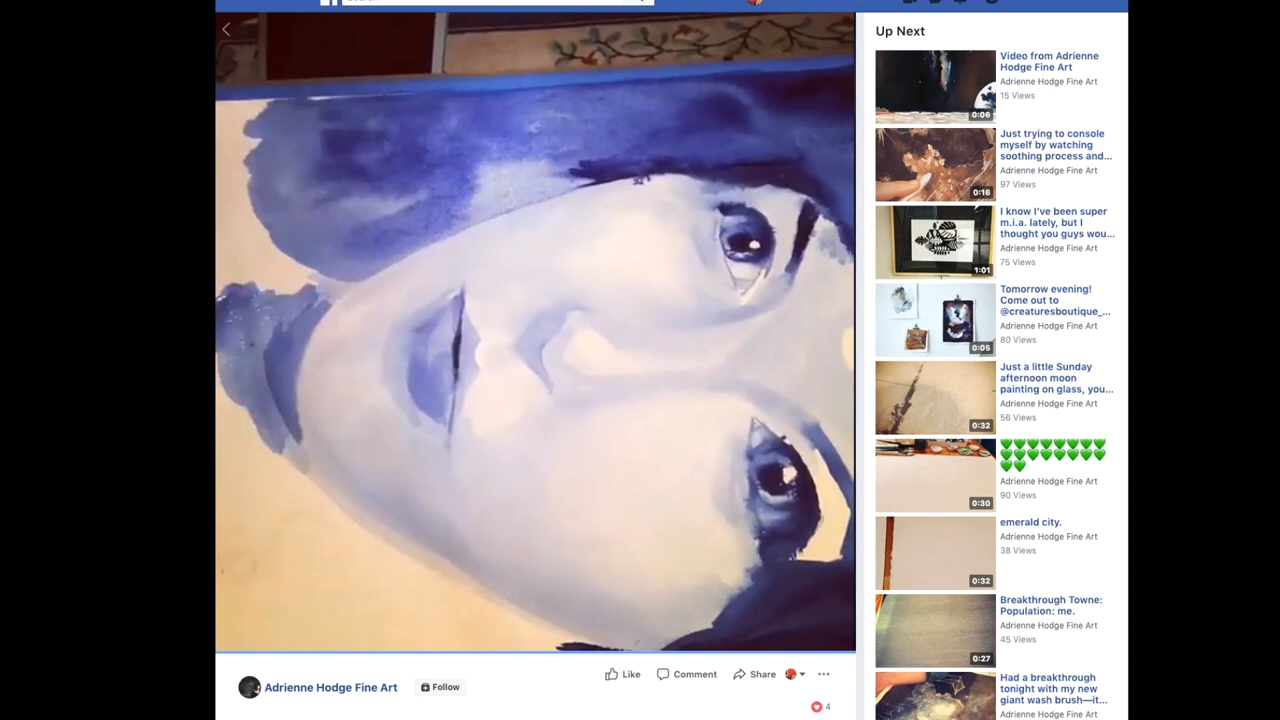 Up Next
Video from Adrienne
Hodge Fine Art
Adrienne Hodge Fine Art
15 Views
0:06
Just trying to console
myself by watching
soothing process and...
Adrienne Hodge Fine Art
97 Views
0:16
I know I've been super
m.i.a. lately, but I
thought you guys wou...
Adrienne Hodge Fine Art
75 Views
1:01
Tomorrow evening!
Come out to
@creaturesboutique_...
Adrienne Hodge Fine Art
80 Views
0:05
Just a little Sunday
afternoon moon
painting on glass, you...
Adrienne Hodge Fine Art
56 Views
0:32
Adrienne Hodge Fine Art
90 Views
0:30
emerald city.
Adrienne Hodge Fine Art
38 Views
0:32
Breakthrough Towne:
Population: me.
Adrienne Hodge Fine Art
45 Views
0:27
Had a breakthrough
tonight with my new
giant wash brush—it...
Adrienne Hodge Fine Art
Like Comment Share
Adrienne Hodge Fine Art Follow
4